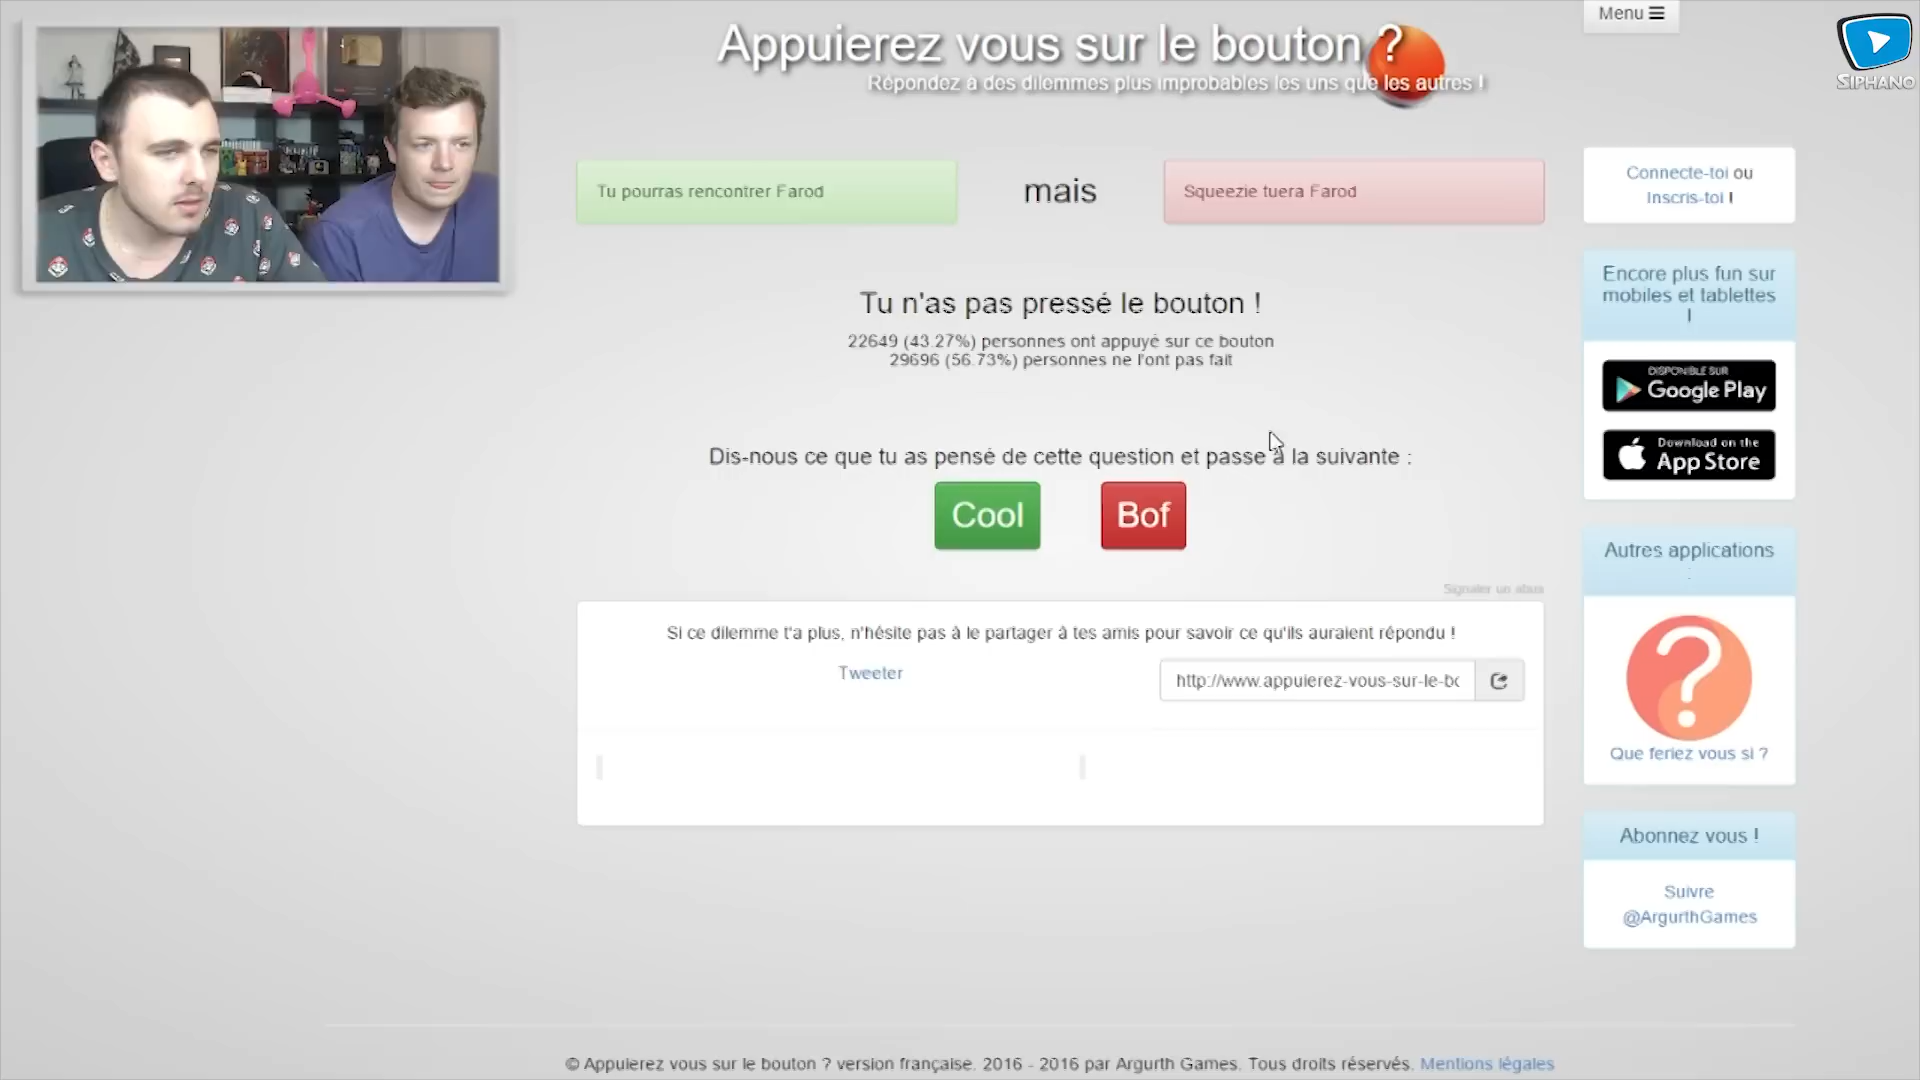 Menu
SIPHANO
Appuierez vous sur le bouton ?
Répondez à des dilemmes plus improbables les uns que les autres !
Tu pourras rencontrer Farod
mais
Squeezie tuera Farod
Connecte-toi ou
Inscris-toi !
Tu n'as pas pressé le bouton !
22649 (43.27%) personnes ont appuyé sur ce bouton
29696 (56.73%) personnes ne l'ont pas fait
Encore plus fun sur
mobiles et tablettes
!
DISPONIBLE SUR
Google Play
Download on the
App Store
Dis-nous ce que tu as pensé de cette question et passe à la suivante :
Cool
Bof
Signaler un abus
Autres applications
:
Si ce dilemme t'a plus, n'hésite pas à le partager à tes amis pour savoir ce qu'ils auraient répondu !
Tweeter
http://www.appuierez-vous-sur-le-bo
Que feriez vous si ?
Abonnez vous !
Suivre
@ArgurthGames
© Appuierez vous sur le bouton ? version française. 2016 - 2016 par Argurth Games. Tous droits réservés. Mentions légales